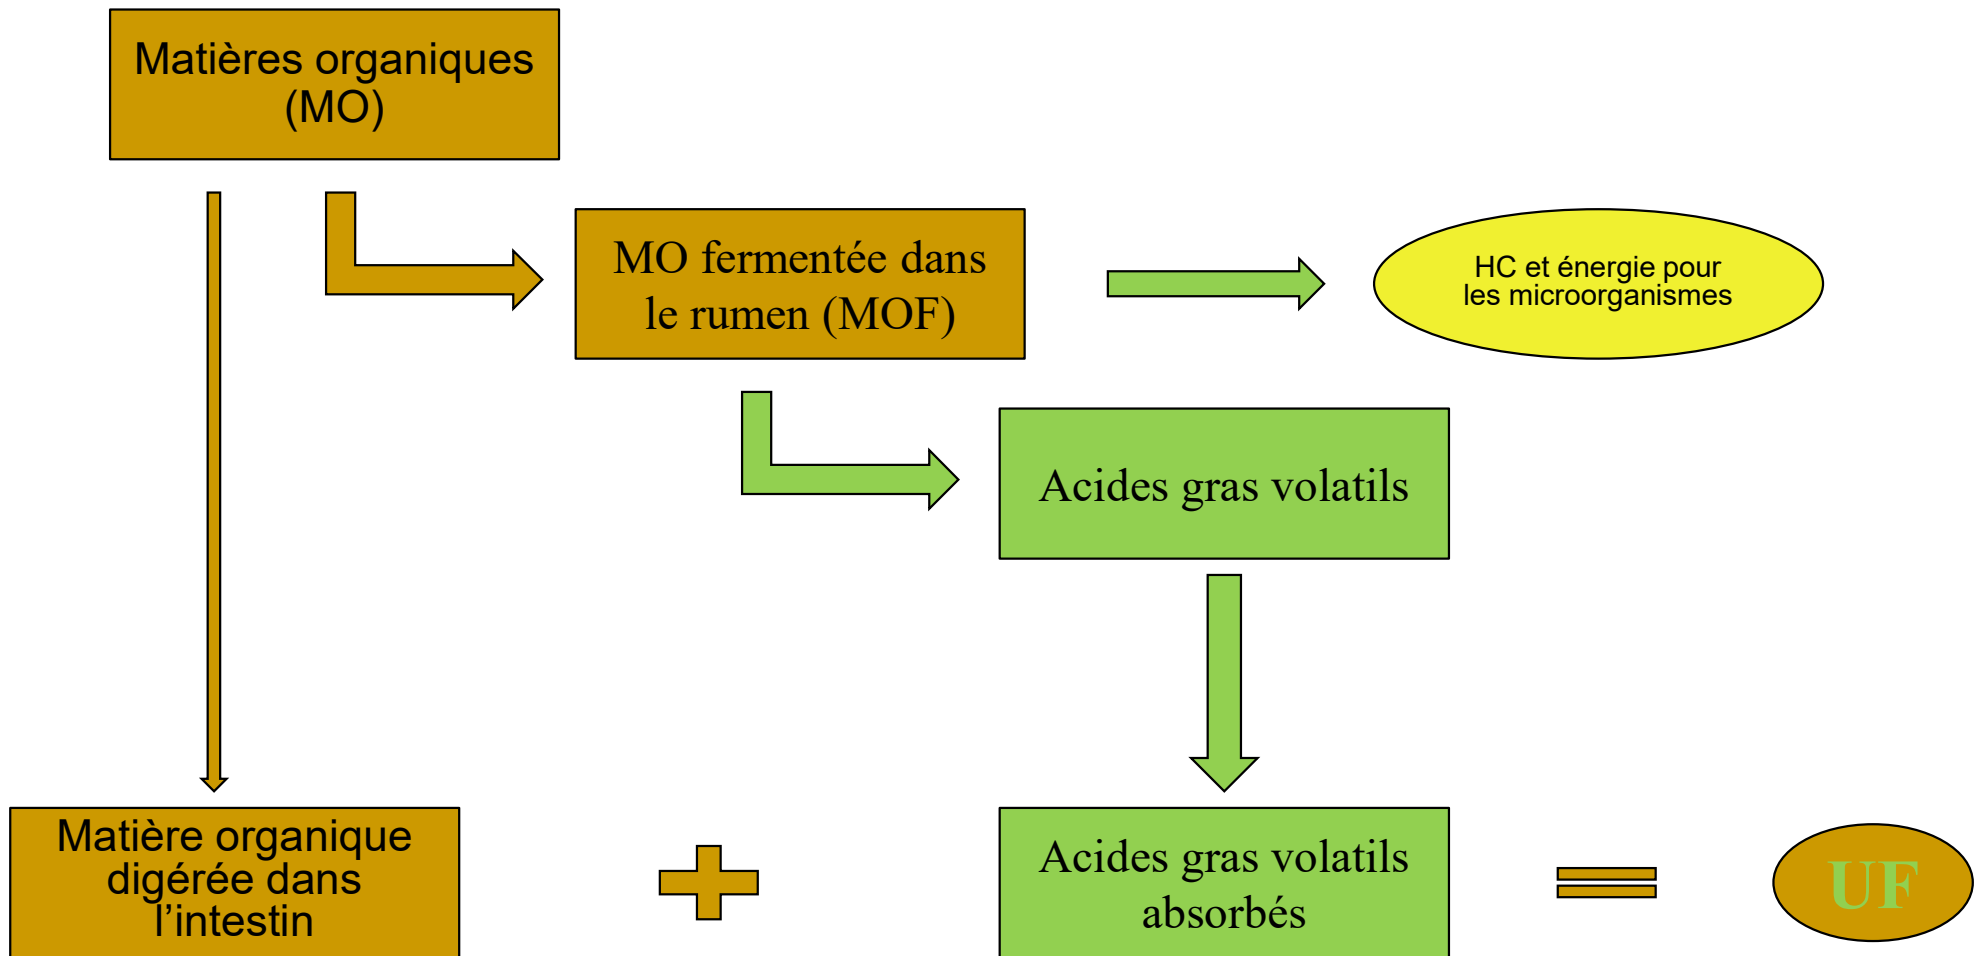 Matières organiques
(MO)
MO fermentée dans
le rumen (MOF)
HC et énergie pour
les microorganismes
Acides gras volatils
Matière organique
digérée dans
l’intestin
Acides gras volatils
absorbés
UF